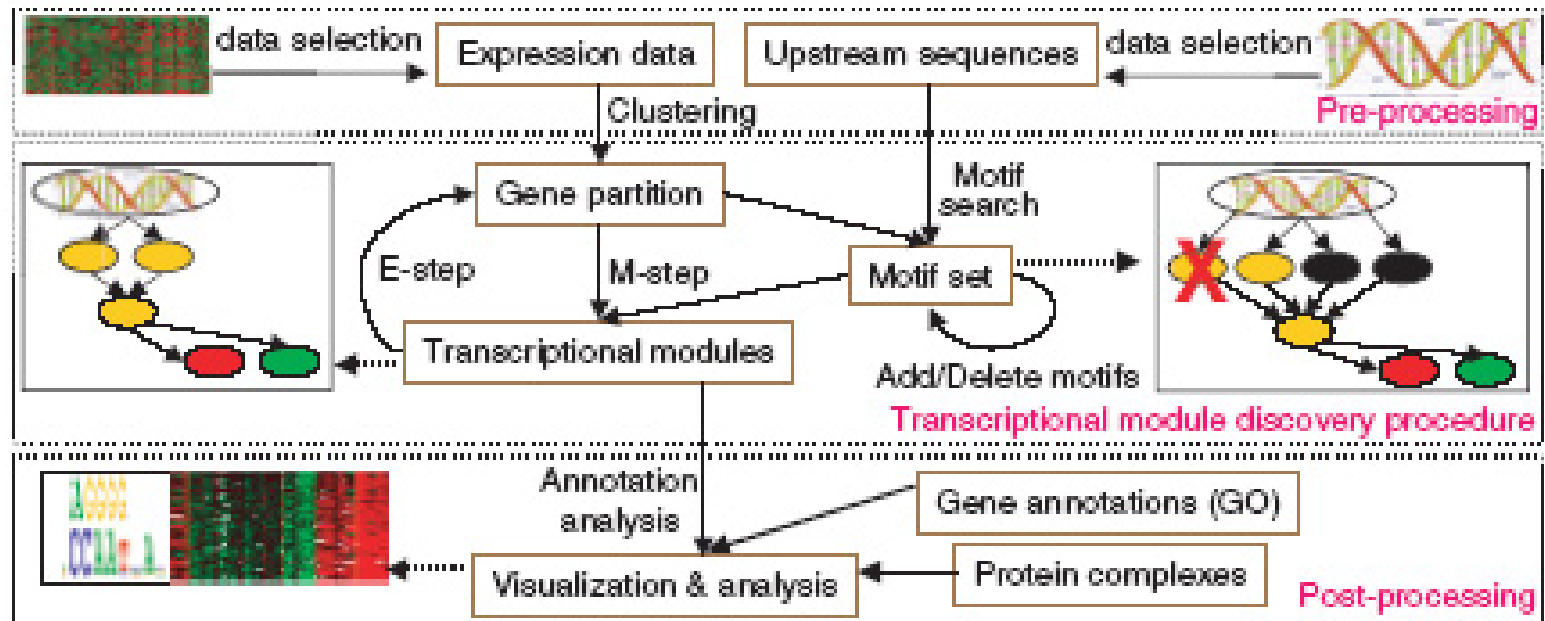 data selection
Expression data
Upstream sequences
data selection
Clustering
Pre-processing
Gene partition
Motif
search
E-step
M-step
Motif set
Transcriptional modules
Add/Delete motifs
Transcriptional module discovery procedure
Annotation
analysis
Gene annotations (GO)
Visualization & analysis
Protein complexes
Post-processing